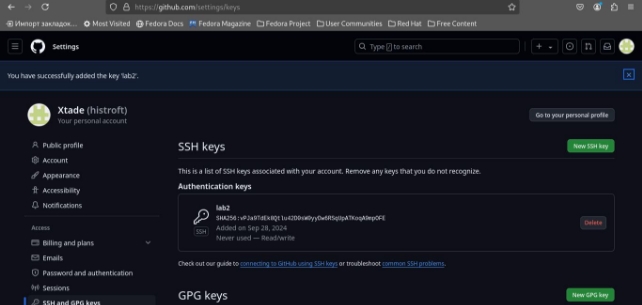 https://github.com/settings/keys
Импорт закладок...
Most Visited
Fedora Docs
Fedora Magazine
Fedora Project
User Communities
Red Hat
Free Content
Settings
Type / to search
You have successfully added the key 'lab2'.
Xtade (histroft)
Your personal account
Go to your personal profile
Public profile
Account
Appearance
Accessibility
Notifications
Access
Billing and plans
Emails
Password and authentication
Sessions
SSH and GPG keys
SSH keys
New SSH key
This is a list of SSH keys associated with your account. Remove any keys that you do not recognize.
Authentication keys
lab2
SSH
Added on Sep 28, 2024
Never used — Read/write
Delete
Check out our guide to connecting to GitHub using SSH keys or troubleshoot common SSH problems.
GPG keys
New GPG key